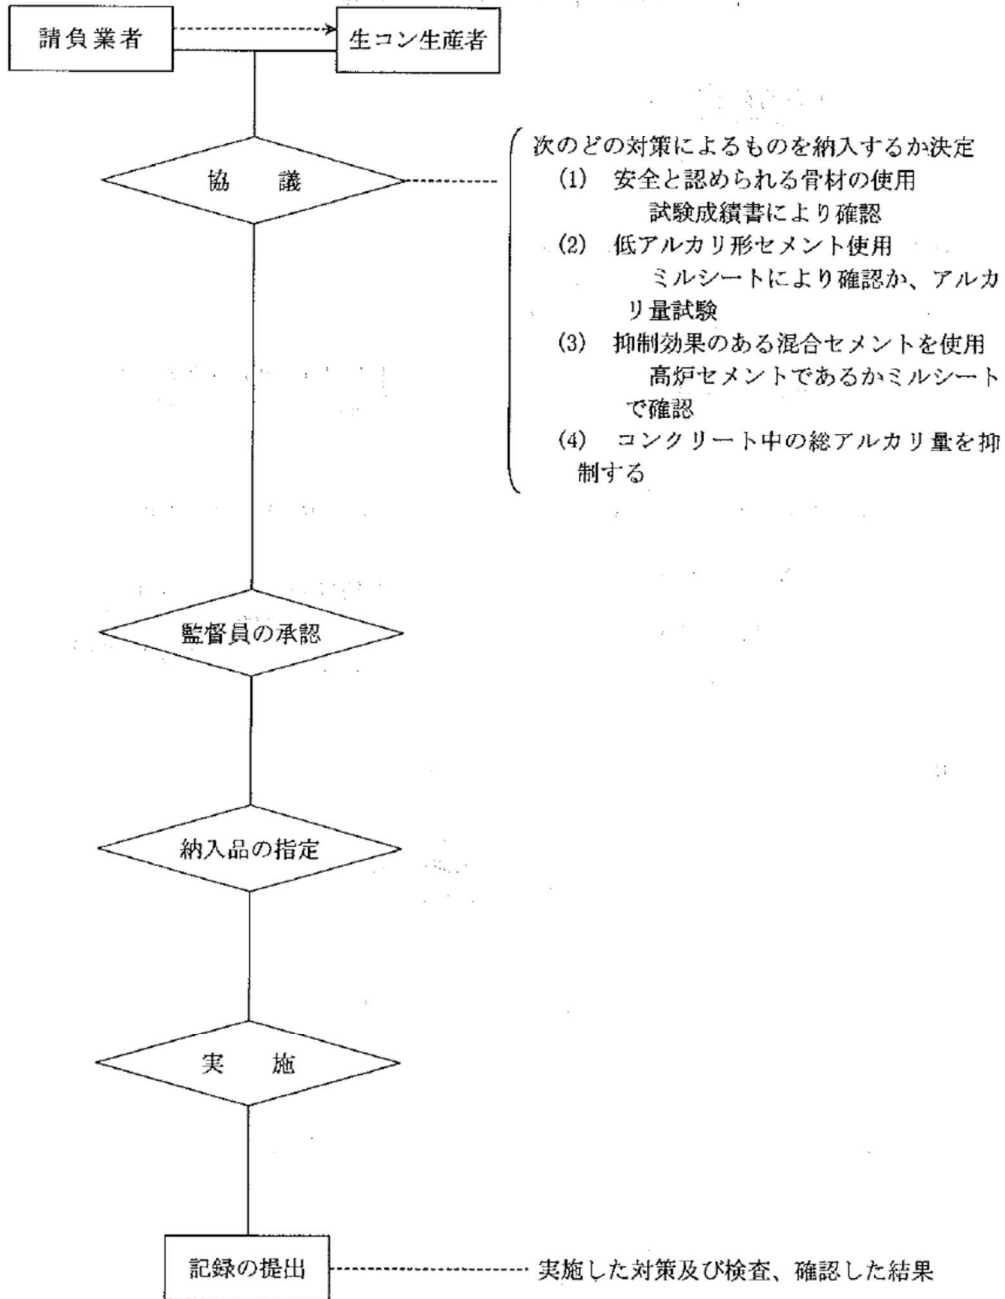 請負業者
生コン生産者
協　議
次のどの対策によるものを納入するか決定
(1) 安全と認められる骨材の使用
試験成績書により確認
(2) 低アルカリ形セメント使用
ミルシートにより確認か、アルカ
リ量試験
(3) 抑制効果のある混合セメントを使用
高炉セメントであるかミルシート
で確認
(4) コンクリート中の総アルカリ量を抑
制する
監督員の承認
納入品の指定
実　施
記録の提出
実施した対策及び検査、確認した結果